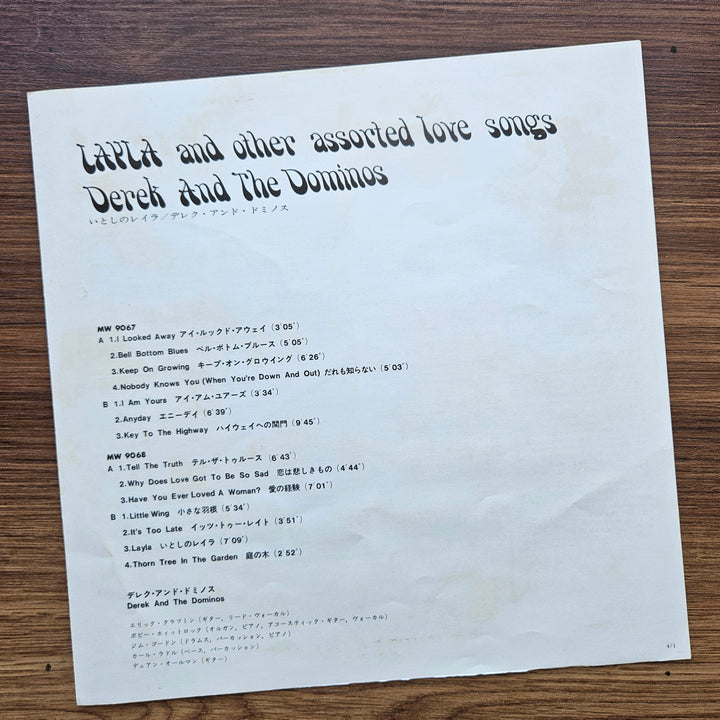 LAYLA and other assorted love songs
Derek And The Dominos
いとしのレイラ／デレク・アンド・ドミノス
MW 9067
A 1.I Looked Away アイ・ルックド・アウェイ（3′05″）
2.Bell Bottom Blues ベル・ボトム・ブルース（5′05″）
3.Keep On Growing キープ・オン・グロウイング（6′26″）
4.Nobody Knows You (When You're Down And Out) だれも知らない（5′03″）
B 1.I Am Yours アイ・アム・ユアーズ（3′34″）
2.Anyday エニーデイ（6′39″）
3.Key To The Highway ハイウェイへの関門（9′45″）
MW 9068
A 1.Tell The Truth テル・ザ・トゥルース（6′43″）
2.Why Does Love Got To Be So Sad 恋は悲しきもの（4′44″）
3.Have You Ever Loved A Woman? 愛の経験（7′01″）
B 1.Little Wing 小さな羽根（5′34″）
2.It's Too Late イッツ・トゥー・レイト（3′51″）
3.Layla いとしのレイラ（7′09″）
4.Thorn Tree In The Garden 庭の木（2′52″）
デレク・アンド・ドミノス
Derek And The Dominos
エリック・クラプトン（ギター，リード・ヴォーカル）
ボビー・ホイットロック（オルガン，ピアノ，アコースティック・ギター，ヴォーカル）
ジム・ゴードン（ドラムス，パーカッション，ピアノ）
カール・ラドル（ベース，パーカッション）
デュアン・オールマン（ギター）
4/1